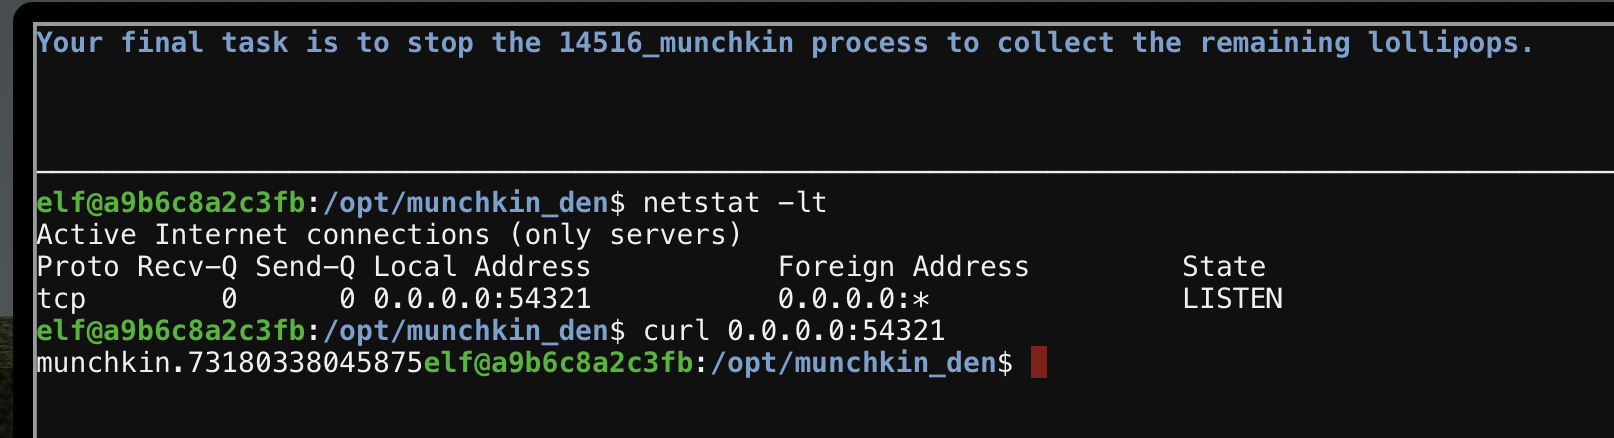 Your final task is to stop the 14516_munchkin process to collect the remaining lollipops.
elf@a9b6c8a2c3fb:/opt/munchkin_den$ netstat -lt
Active Internet connections (only servers)
Proto Recv-Q Send-Q Local Address           Foreign Address         State
tcp        0      0 0.0.0.0:54321           0.0.0.0:*               LISTEN
elf@a9b6c8a2c3fb:/opt/munchkin_den$ curl 0.0.0.0:54321
munchkin.73180338045875elf@a9b6c8a2c3fb:/opt/munchkin_den$